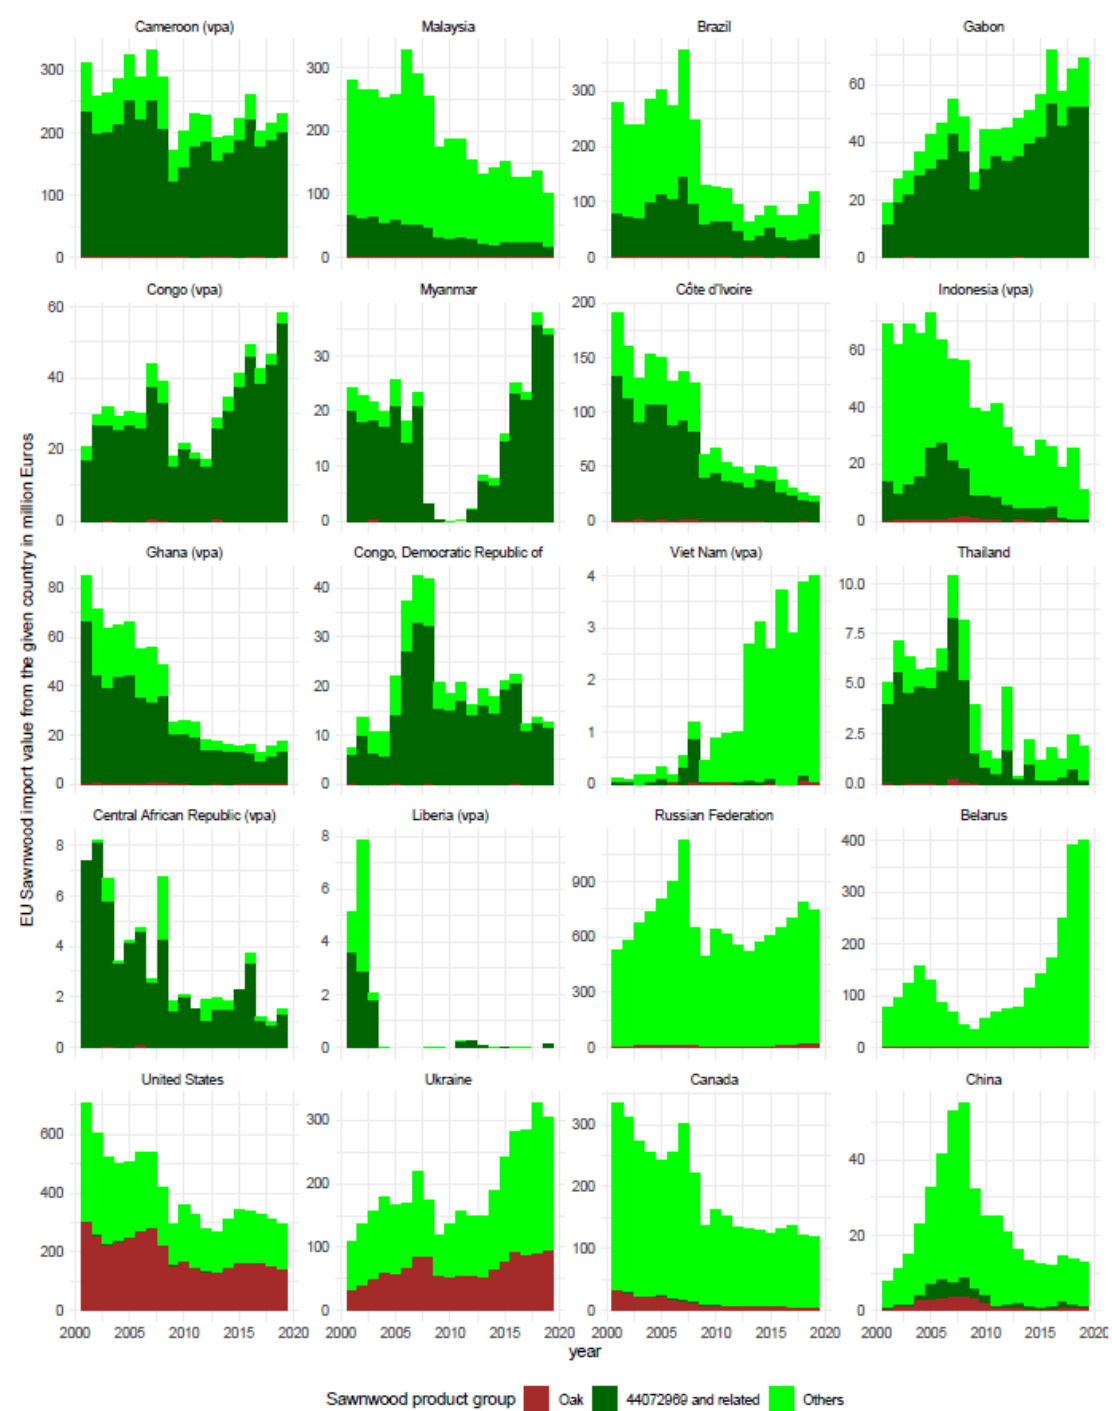 Cameroon (vpa) Malaysia Brazil Gabon
300 200 100 0
300 200 100 0
300 200 100 0
60 40 20 0
Congo (vpa) Myanmar Côte d'Ivoire Indonesia (vpa)
60 40 20 0
30 20 10 0
200 150 100 50 0
60 40 20 0
Ghana (vpa) Congo, Democratic Republic of Viet Nam (vpa) Thailand
80 60 40 20 0
40 30 20 10 0
4 3 2 1 0
10.0 7.5 5.0 2.5 0.0
Central African Republic (vpa) Liberia (vpa) Russian Federation Belarus
8 6 4 2 0
8 6 4 2 0
900 600 300 0
400 300 200 100 0
United States Ukraine Canada China
600 400 200 0
300 200 100 0
300 200 100 0
40 20 0
2000 2005 2010 2015 2020 2000 2005 2010 2015 2020 2000 2005 2010 2015 2020 2000 2005 2010 2015 202
EU Sawnwood import value from the given country in million Euros
year
Sawnwood product group Oak 44072969 and related Others